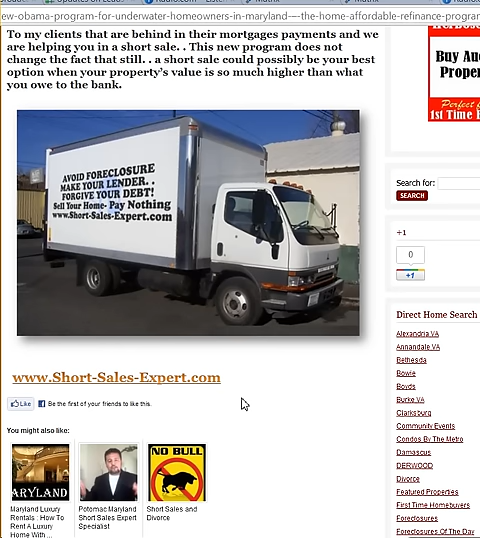 ew-obama-program-for-underwater-homeowners-in-maryland-—-the-home-affordable-refinance-program
To my clients that are behind in their mortgages payments and we
are helping you in a short sale. . This new program does not
change the fact that still. . a short sale could possibly be your best
option when your property's value is so much higher than what
you owe to the bank.
AVOID FORECLOSURE
MAKE YOUR LENDER. .
FORGIVE YOUR DEBT!
Sell Your Home- Pay Nothing
www.Short-Sales-Expert.com
www.Short-Sales-Expert.com
Like
Be the first of your friends to like this.
You might also like:
ARYLAND
NO BULL
Maryland Luxury
Rentals : How To
Rent A Luxury
Home With ...
Potomac Maryland
Short Sales Expert
Specialist
Short Sales and
Divorce
Buy Au
Proper
Perfect f
1st Time
Search for:
SEARCH
+1
0
+1
Direct Home Search
Alexandria VA
Annandale VA
Bethesda
Bowie
Boyds
Burke VA
Clarksburg
Community Events
Condos By The Metro
Damascus
DERWOOD
Divorce
Featured Properties
First Time Homebuyers
Foreclosures
Foreclosures Of The Day